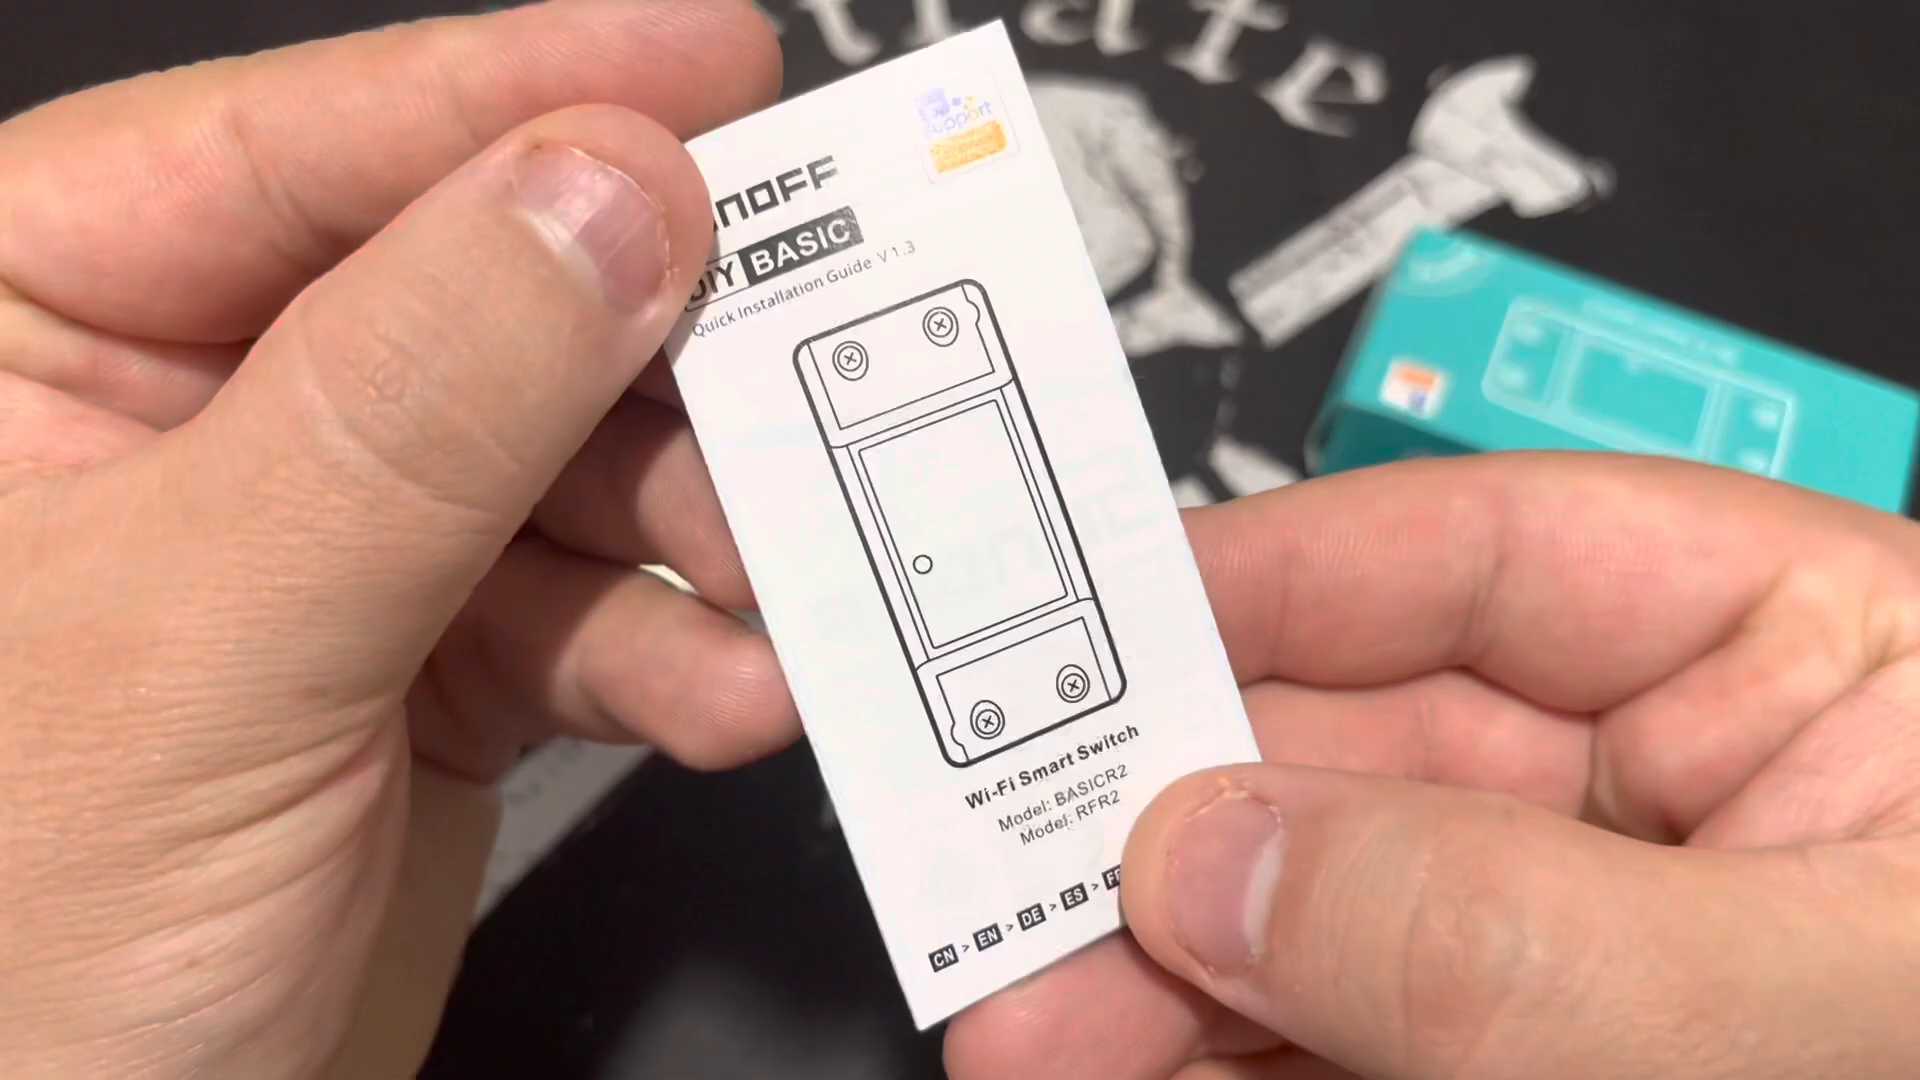 NOFF
DIY BASIC
Quick Installation Guide V1.3
support
Wi-Fi Smart Switch
Model: BASICR2
Model: RFR2
CN > EN > DE > ES > FR